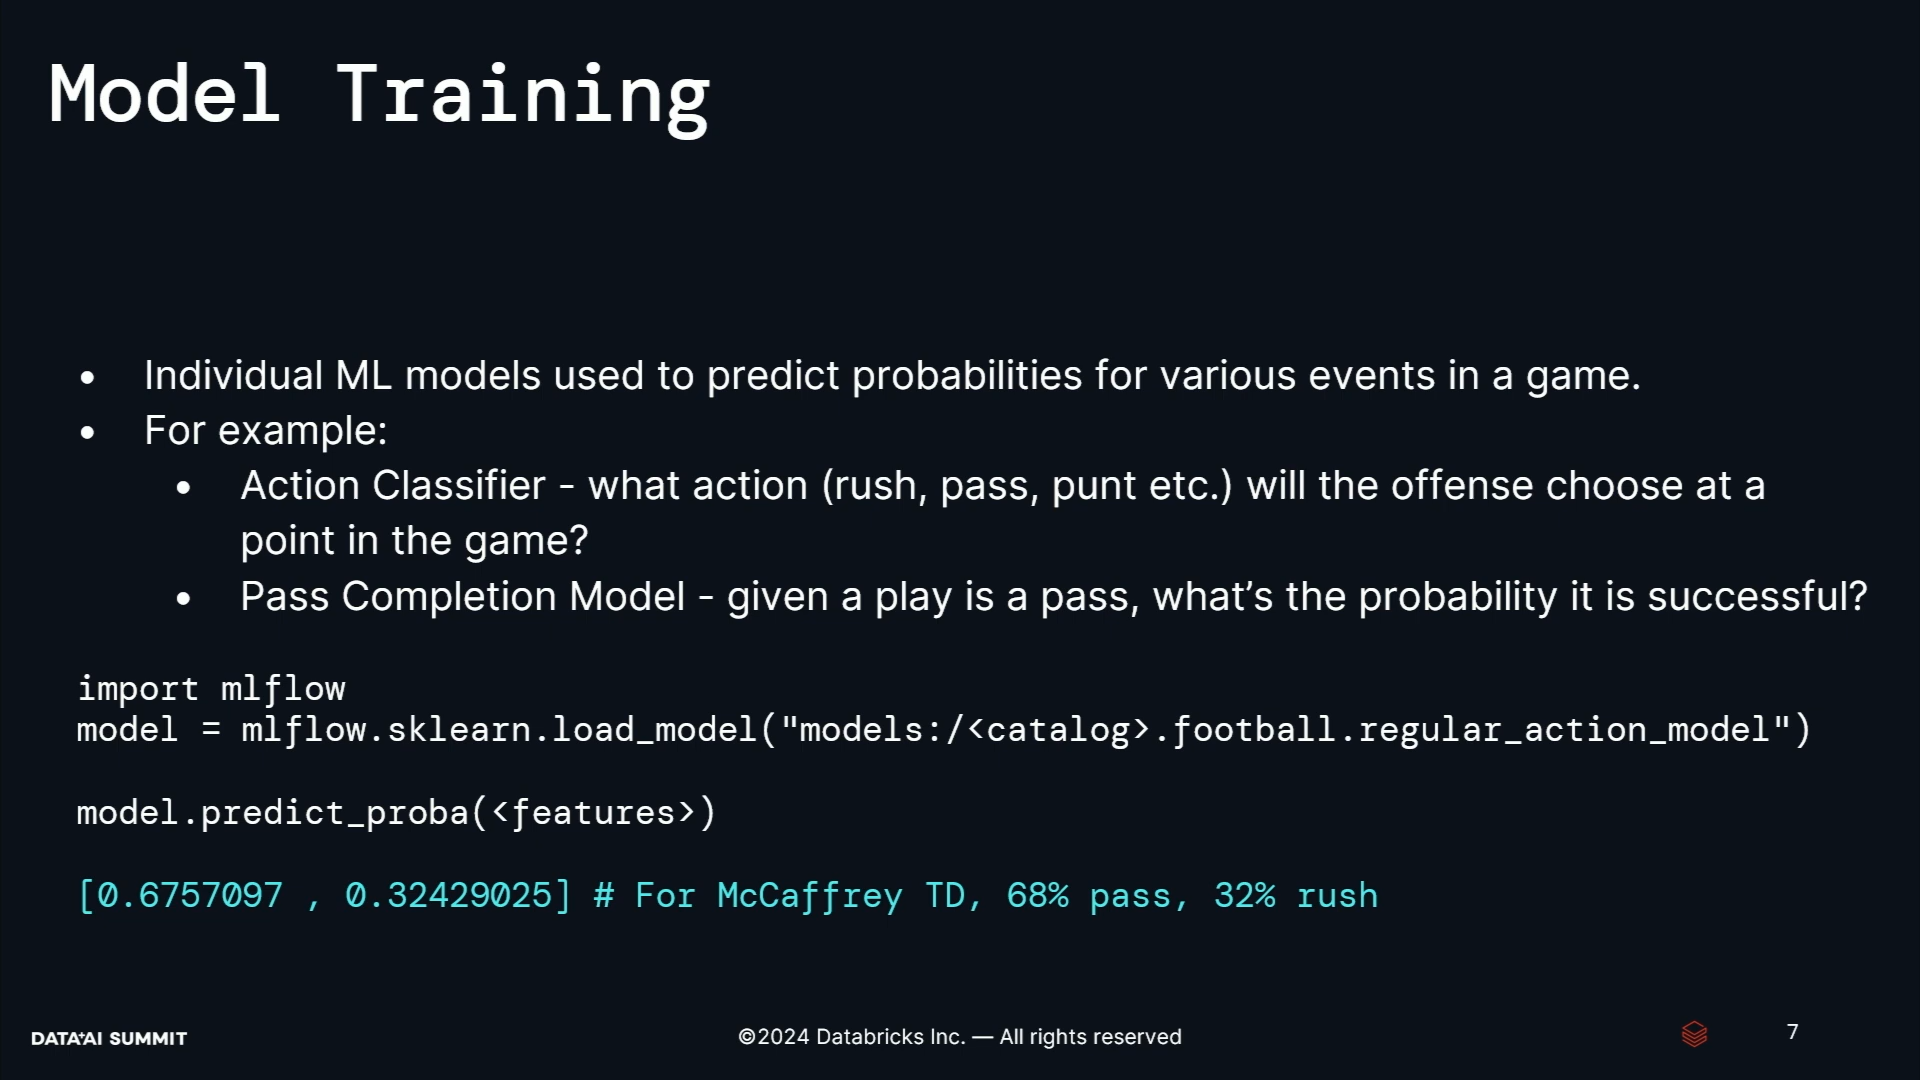 Model Training
• Individual ML models used to predict probabilities for various events in a game.
• For example:
• Action Classifier - what action (rush, pass, punt etc.) will the offense choose at a
point in the game?
• Pass Completion Model - given a play is a pass, what’s the probability it is successful?
import mlflow
model = mlflow.sklearn.load_model("models:/<catalog>.football.regular_action_model")
model.predict_proba(<features>)
[0.6757097 , 0.32429025] # For McCaffrey TD, 68% pass, 32% rush
DATA+AI SUMMIT
©2024 Databricks Inc. — All rights reserved
7